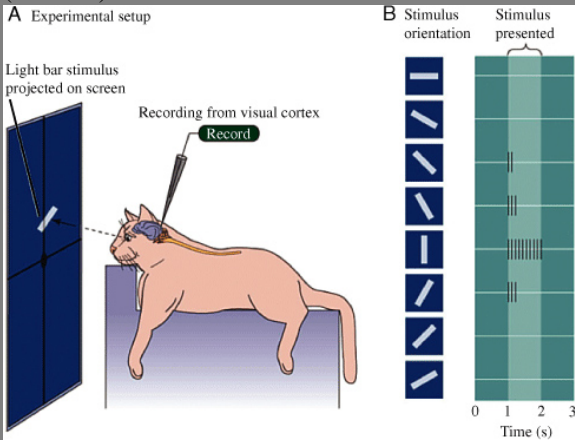 A Experimental setup
Light bar stimulus
projected on screen
Recording from visual cortex
Record
B Stimulus
orientation
Stimulus
presented
0 1 2 3
Time (s)